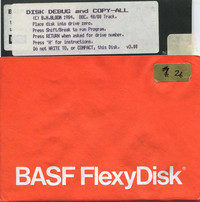 DISK DEBUG and COPY-ALL
(C) 1984. 40/80 Track.
Place disk into drive zero.
Press Shift/Break to run Program.
Press RETURN when asked for drive number.
Press 'H' for instructions.
Do not WRITE TO, or COMPACT, this Disk.
BASF FlexyDisk®